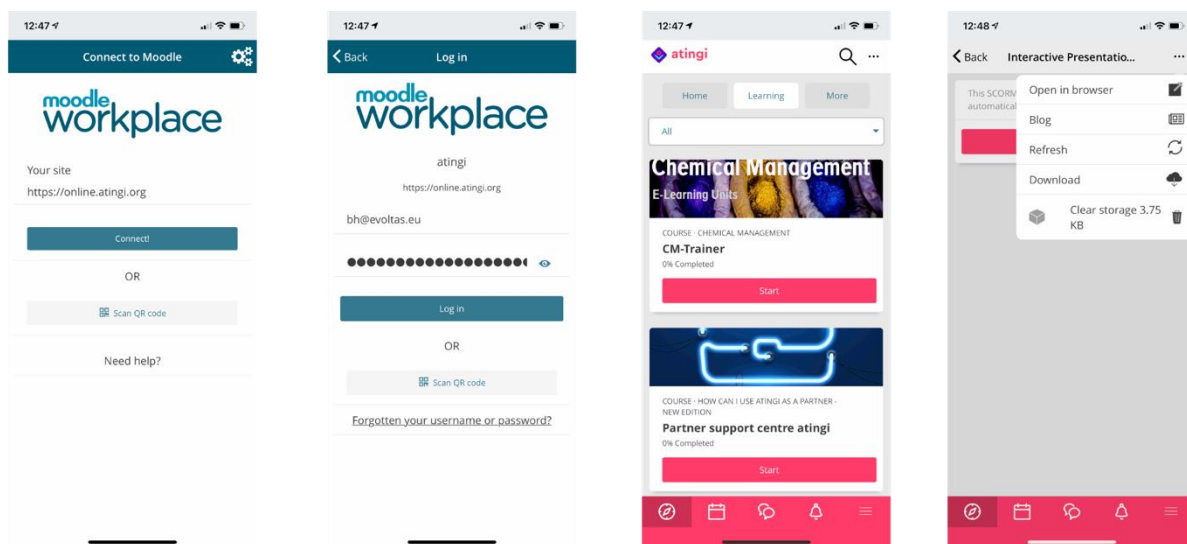 12:47
Connect to Moodle
moodle
workplace
Your site
https://online.atingi.org
Connect!
OR
Scan QR code
Need help?
12:47
Back
Log in
moodle
workplace
atingi
https://online.atingi.org
bh@evoltas.eu
Log in
OR
Scan QR code
Forgotten your username or password?
12:47
atingi
Home
Learning
More
All
Chemical Management
E-Learning Units
COURSE · CHEMICAL MANAGEMENT
CM-Trainer
0% Completed
Start
COURSE · HOW CAN I USE ATINGI AS A PARTNER -
NEW EDITION
Partner support centre atingi
0% Completed
Start
12:48
Back
Interactive Presentatio...
This SCORM
automatical
Open in browser
Blog
Refresh
Download
Clear storage 3.75
KB